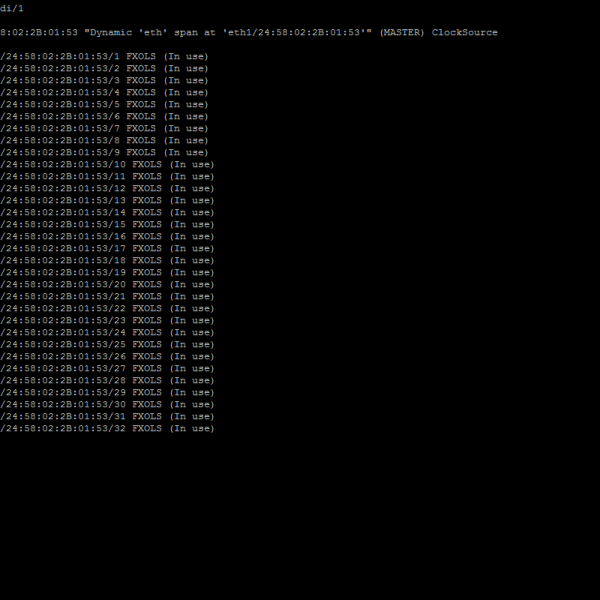 di/1
8:02:2B:01:53 "Dynamic 'eth' span at 'eth1/24:58:02:2B:01:53'" (MASTER) ClockSource
/24:58:02:2B:01:53/1 FXOLS (In use)
/24:58:02:2B:01:53/2 FXOLS (In use)
/24:58:02:2B:01:53/3 FXOLS (In use)
/24:58:02:2B:01:53/4 FXOLS (In use)
/24:58:02:2B:01:53/5 FXOLS (In use)
/24:58:02:2B:01:53/6 FXOLS (In use)
/24:58:02:2B:01:53/7 FXOLS (In use)
/24:58:02:2B:01:53/8 FXOLS (In use)
/24:58:02:2B:01:53/9 FXOLS (In use)
/24:58:02:2B:01:53/10 FXOLS (In use)
/24:58:02:2B:01:53/11 FXOLS (In use)
/24:58:02:2B:01:53/12 FXOLS (In use)
/24:58:02:2B:01:53/13 FXOLS (In use)
/24:58:02:2B:01:53/14 FXOLS (In use)
/24:58:02:2B:01:53/15 FXOLS (In use)
/24:58:02:2B:01:53/16 FXOLS (In use)
/24:58:02:2B:01:53/17 FXOLS (In use)
/24:58:02:2B:01:53/18 FXOLS (In use)
/24:58:02:2B:01:53/19 FXOLS (In use)
/24:58:02:2B:01:53/20 FXOLS (In use)
/24:58:02:2B:01:53/21 FXOLS (In use)
/24:58:02:2B:01:53/22 FXOLS (In use)
/24:58:02:2B:01:53/23 FXOLS (In use)
/24:58:02:2B:01:53/24 FXOLS (In use)
/24:58:02:2B:01:53/25 FXOLS (In use)
/24:58:02:2B:01:53/26 FXOLS (In use)
/24:58:02:2B:01:53/27 FXOLS (In use)
/24:58:02:2B:01:53/28 FXOLS (In use)
/24:58:02:2B:01:53/29 FXOLS (In use)
/24:58:02:2B:01:53/30 FXOLS (In use)
/24:58:02:2B:01:53/31 FXOLS (In use)
/24:58:02:2B:01:53/32 FXOLS (In use)